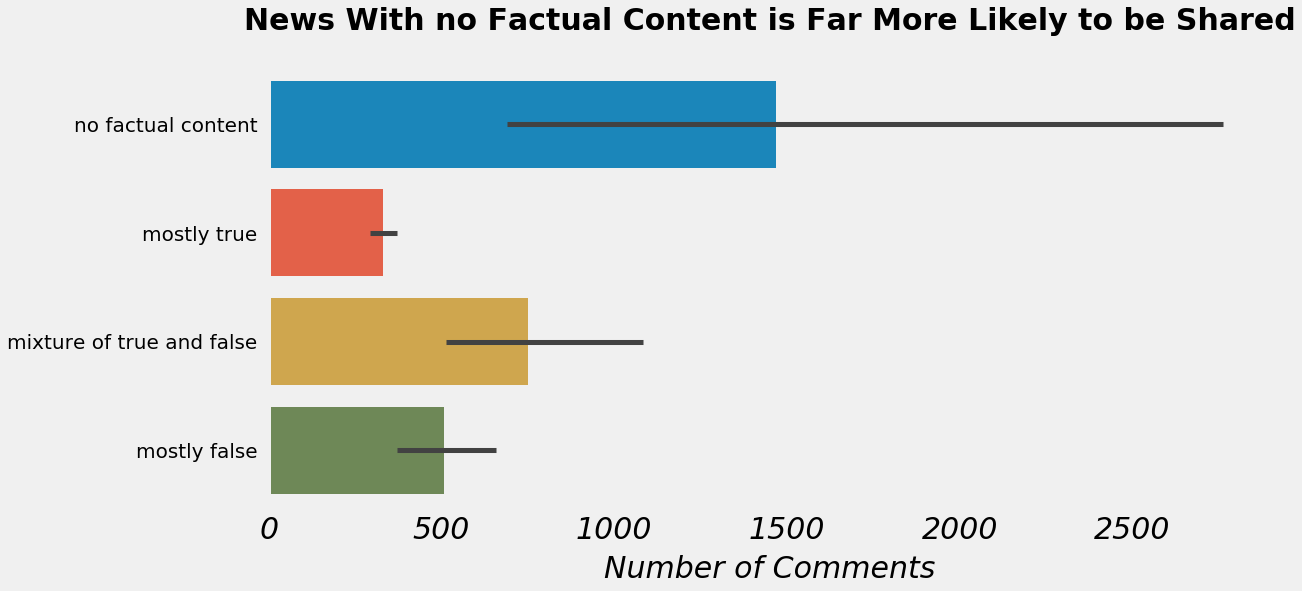 News With no Factual Content is Far More Likely to be Shared
no factual content
mostly true
mixture of true and false
mostly false
0 500 1000 1500 2000 2500
Number of Comments